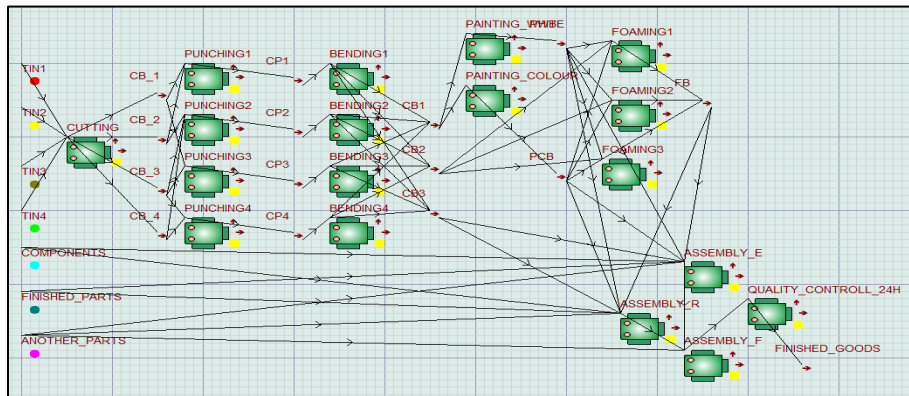 PAINTING_WHITE
PWB
FOAMING1
PUNCHING1
CP1
BENDING1
TIN1
CB_1
PAINTING_COLOUR
FB
FOAMING2
TIN2
CB_2
PUNCHING2
CP2
BENDING2
CB1
CUTTING
CB2
PUNCHING3
CP3
BENDING3
PCB
FOAMING3
TIN3
CB_3
CB3
TIN4
CB_4
PUNCHING4
CP4
BENDING4
COMPONENTS
ASSEMBLY_E
QUALITY_CONTROLL_24H
FINISHED_PARTS
ASSEMBLY_R
ANOTHER_PARTS
ASSEMBLY_F
FINISHED_GOODS